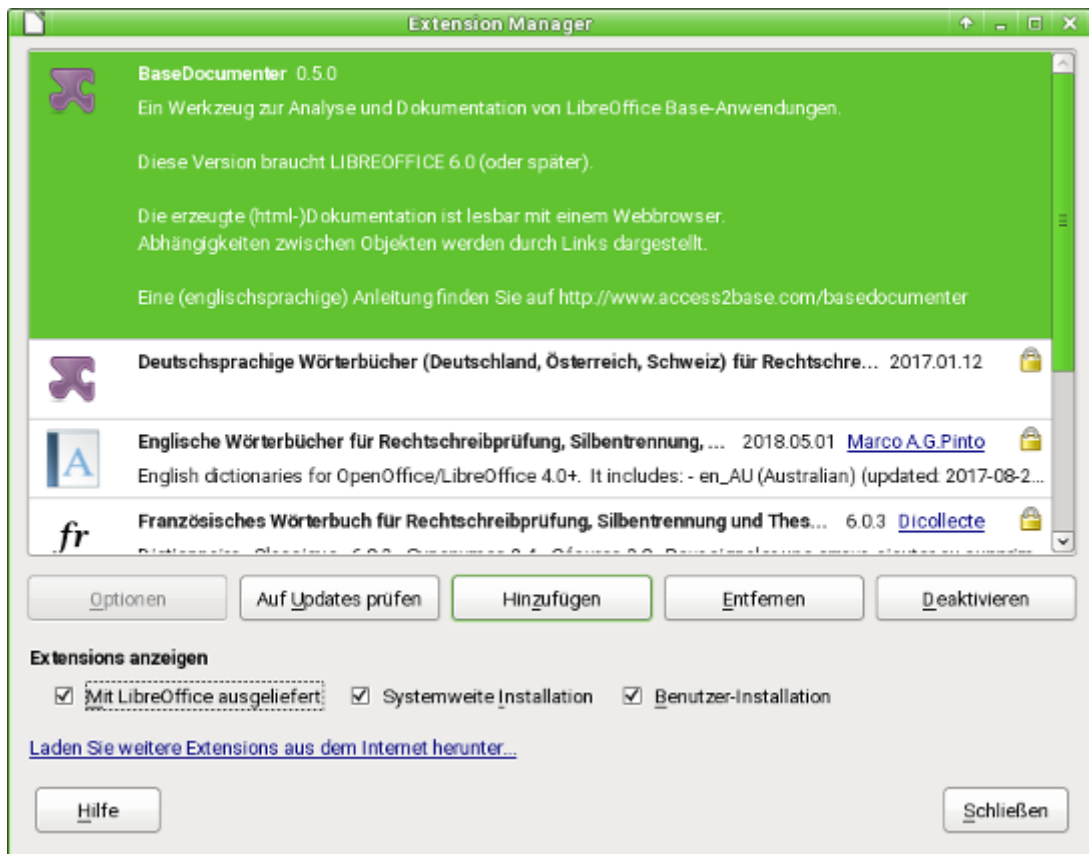 Extension Manager
BaseDocumenter 0.5.0
Ein Werkzeug zur Analyse und Dokumentation von LibreOffice Base-Anwendungen.
Diese Version braucht LIBREOFFICE 6.0 (oder später).
Die erzeugte (html-)Dokumentation ist lesbar mit einem Webbrowser.
Abhängigkeiten zwischen Objekten werden durch Links dargestellt.
Eine (englischsprachige) Anleitung finden Sie auf http://www.access2base.com/basedocumenter
Deutschsprachige Wörterbücher (Deutschland, Österreich, Schweiz) für Rechtschre... 2017.01.12
A
Englische Wörterbücher für Rechtschreibprüfung, Silbentrennung, ... 2018.05.01 Marco A.G.Pinto
English dictionaries for OpenOffice/LibreOffice 4.0+. It includes: - en_AU (Australian) (updated: 2017-08-2...
fr
Französisches Wörterbuch für Rechtschreibprüfung, Silbentrennung und Thes... 6.0.3 Dicollecte
Optionen Auf Updates prüfen Hinzufügen Entfernen Deaktivieren
Extensions anzeigen
Mit LibreOffice ausgeliefert Systemweite Installation Benutzer-Installation
Laden Sie weitere Extensions aus dem Internet herunter...
Hilfe Schließen